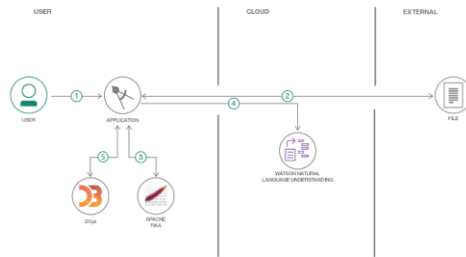 USER
CLOUD
EXTERNAL
1
2
4
USER
APPLICATION
FILE
5
3
WATSON NATURAL
LANGUAGE UNDERSTANDING
D3.js
APACHE
TIKA